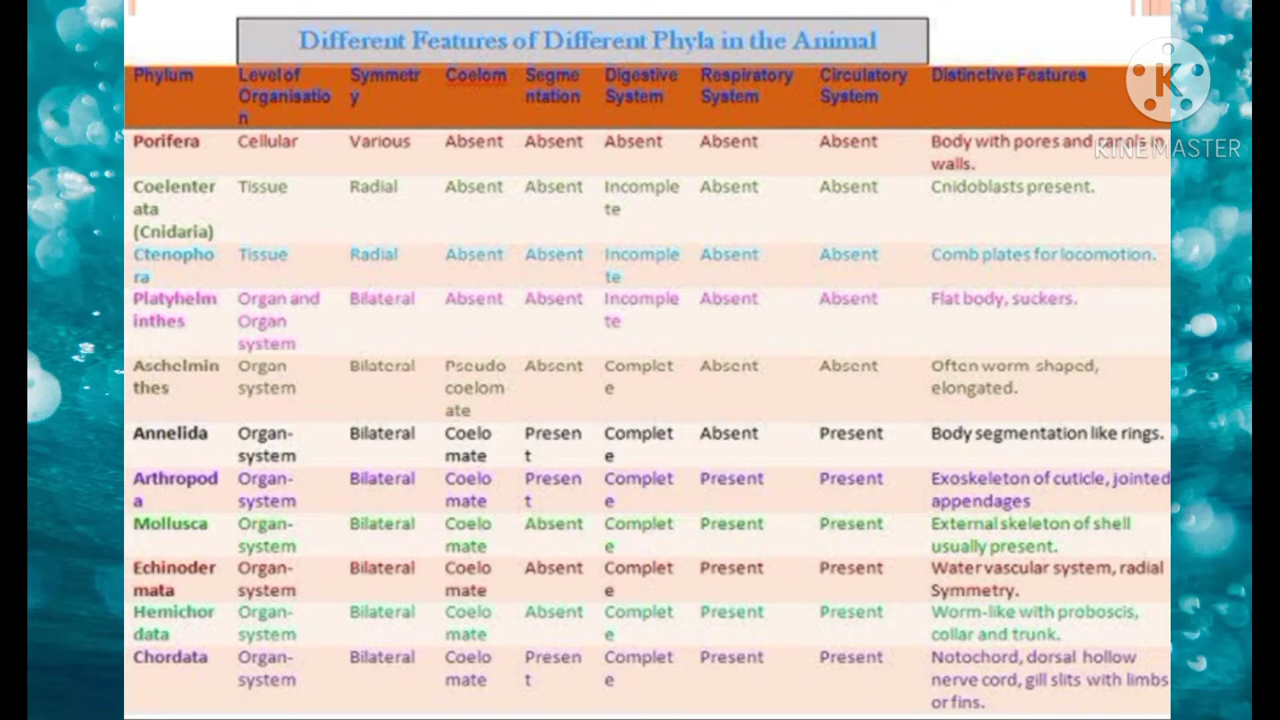 Different Features of Different Phyla in the Animal
Phylum Level of Organisatio n Symmetr y Coelom Segme ntation Digestive System Respiratory System Circulatory System Distinctive Features
Porifera Cellular Various Absent Absent Absent Absent Absent Body with pores and canals in walls.
Coelenter ata (Cnidaria) Tissue Radial Absent Absent Incomple te Absent Absent Cnidoblasts present.
Ctenopho ra Tissue Radial Absent Absent Incomple te Absent Absent Comb plates for locomotion.
Platyhelm inthes Organ and Organ system Bilateral Absent Absent Incomple te Absent Absent Flat body, suckers.
Aschelmin thes Organ system Bilateral Pseudo coelom ate Absent Complet e Absent Absent Often worm shaped, elongated.
Annelida Organ- system Bilateral Coelo mate Presen t Complet e Absent Present Body segmentation like rings.
Arthropod a Organ- system Bilateral Coelo mate Presen t Complet e Present Present Exoskeleton of cuticle, jointed appendages
Mollusca Organ- system Bilateral Coelo mate Absent Complet e Present Present External skeleton of shell usually present.
Echinoder mata Organ- system Bilateral Coelo mate Absent Complet e Present Present Water vascular system, radial Symmetry.
Hemichor data Organ- system Bilateral Coelo mate Absent Complet e Present Present Worm-like with proboscis, collar and trunk.
Chordata Organ- system Bilateral Coelo mate Presen t Complet e Present Present Notochord, dorsal hollow nerve cord, gill slits with limbs or fins.
K
KINEMASTER